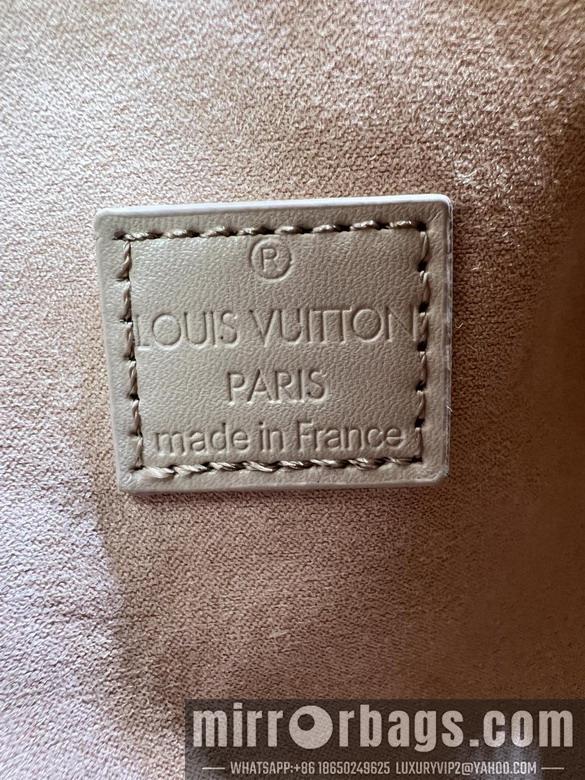 ®
LOUIS VUITTON
PARIS
made in France
mirrorbags.com
WHATSAPP:+86 18650249625 LUXURYVIP2@YAHOO.COM